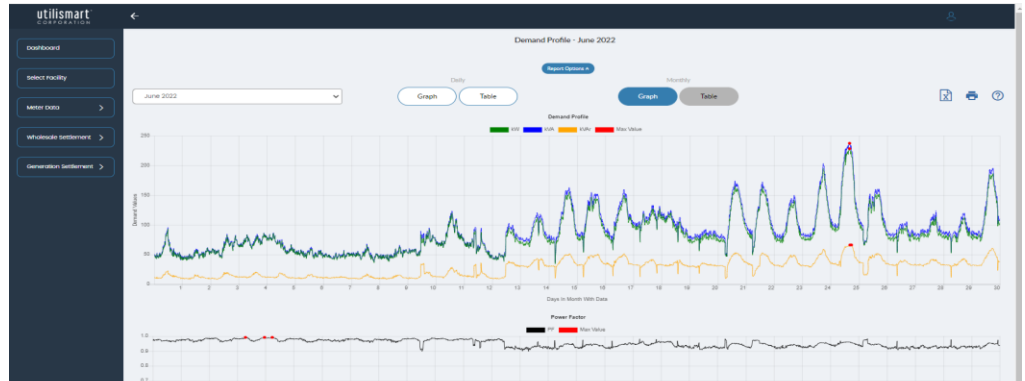 utilismart
CORPORATION
Dashboard
Select Facility
Meter Data
Wholesale Settlement
Generation Settlement
Demand Profile - June 2022
Report Options
Daily
Monthly
June 2022
Graph
Table
Graph
Table
Demand Profile
kW
kVA
kVAr
Max Value
Demand Values
250
200
150
100
50
0
1 2 3 4 5 6 7 8 9 10 11 12 13 14 15 16 17 18 19 20 21 22 23 24 25 26 27 28 29 30
Days in Month With Data
Power Factor
PF
Max Value
1.0
0.9
0.8
0.7